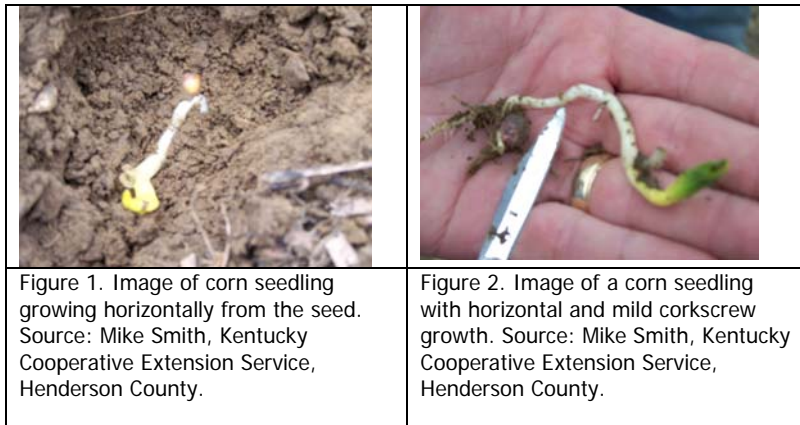 Figure 1. Image of corn seedling
growing horizontally from the seed.
Source: Mike Smith, Kentucky
Cooperative Extension Service,
Henderson County.
Figure 2. Image of a corn seedling
with horizontal and mild corkscrew
growth. Source: Mike Smith, Kentucky
Cooperative Extension Service,
Henderson County.